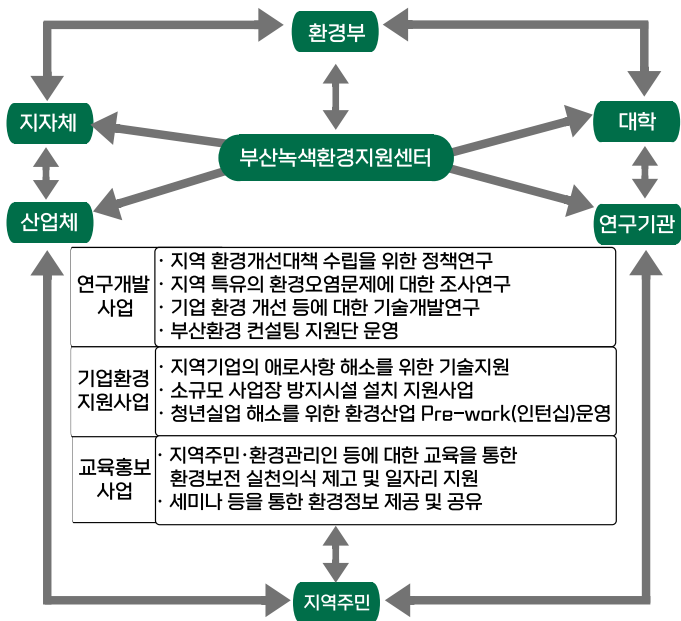 환경부
지자체
대학
부산녹색환경지원센터
산업체
연구기관
연구개발
사업
· 지역 환경개선대책 수립을 위한 정책연구
· 지역 특유의 환경오염문제에 대한 조사연구
· 기업 환경 개선 등에 대한 기술개발연구
· 부산환경 컨설팅 지원단 운영
기업환경
지원사업
· 지역기업의 애로사항 해소를 위한 기술지원
· 소규모 사업장 방지시설 설치 지원사업
· 청년실업 해소를 위한 환경산업 Pre-work(인턴십)운영
교육홍보
사업
· 지역주민·환경관리인 등에 대한 교육을 통한
환경보전 실천의식 제고 및 일자리 지원
· 세미나 등을 통한 환경정보 제공 및 공유
지역주민